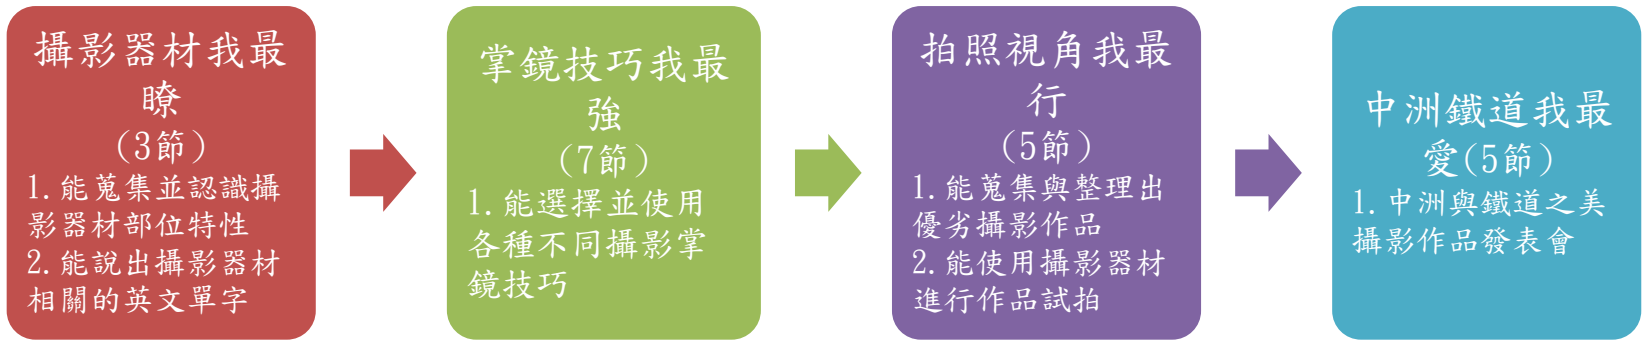 攝影器材我最
瞭
(3節)
1.能蒐集並認識攝
影器材部位特性
2.能說出攝影器材
相關的英文單字
掌鏡技巧我最
強
(7節)
1.能選擇並使用
各種不同攝影掌
鏡技巧
拍照視角我最
行
(5節)
1.能蒐集與整理出
優劣攝影作品
2.能使用攝影器材
進行作品試拍
中洲鐵道我最
愛(5節)
1.中洲與鐵道之美
攝影作品發表會